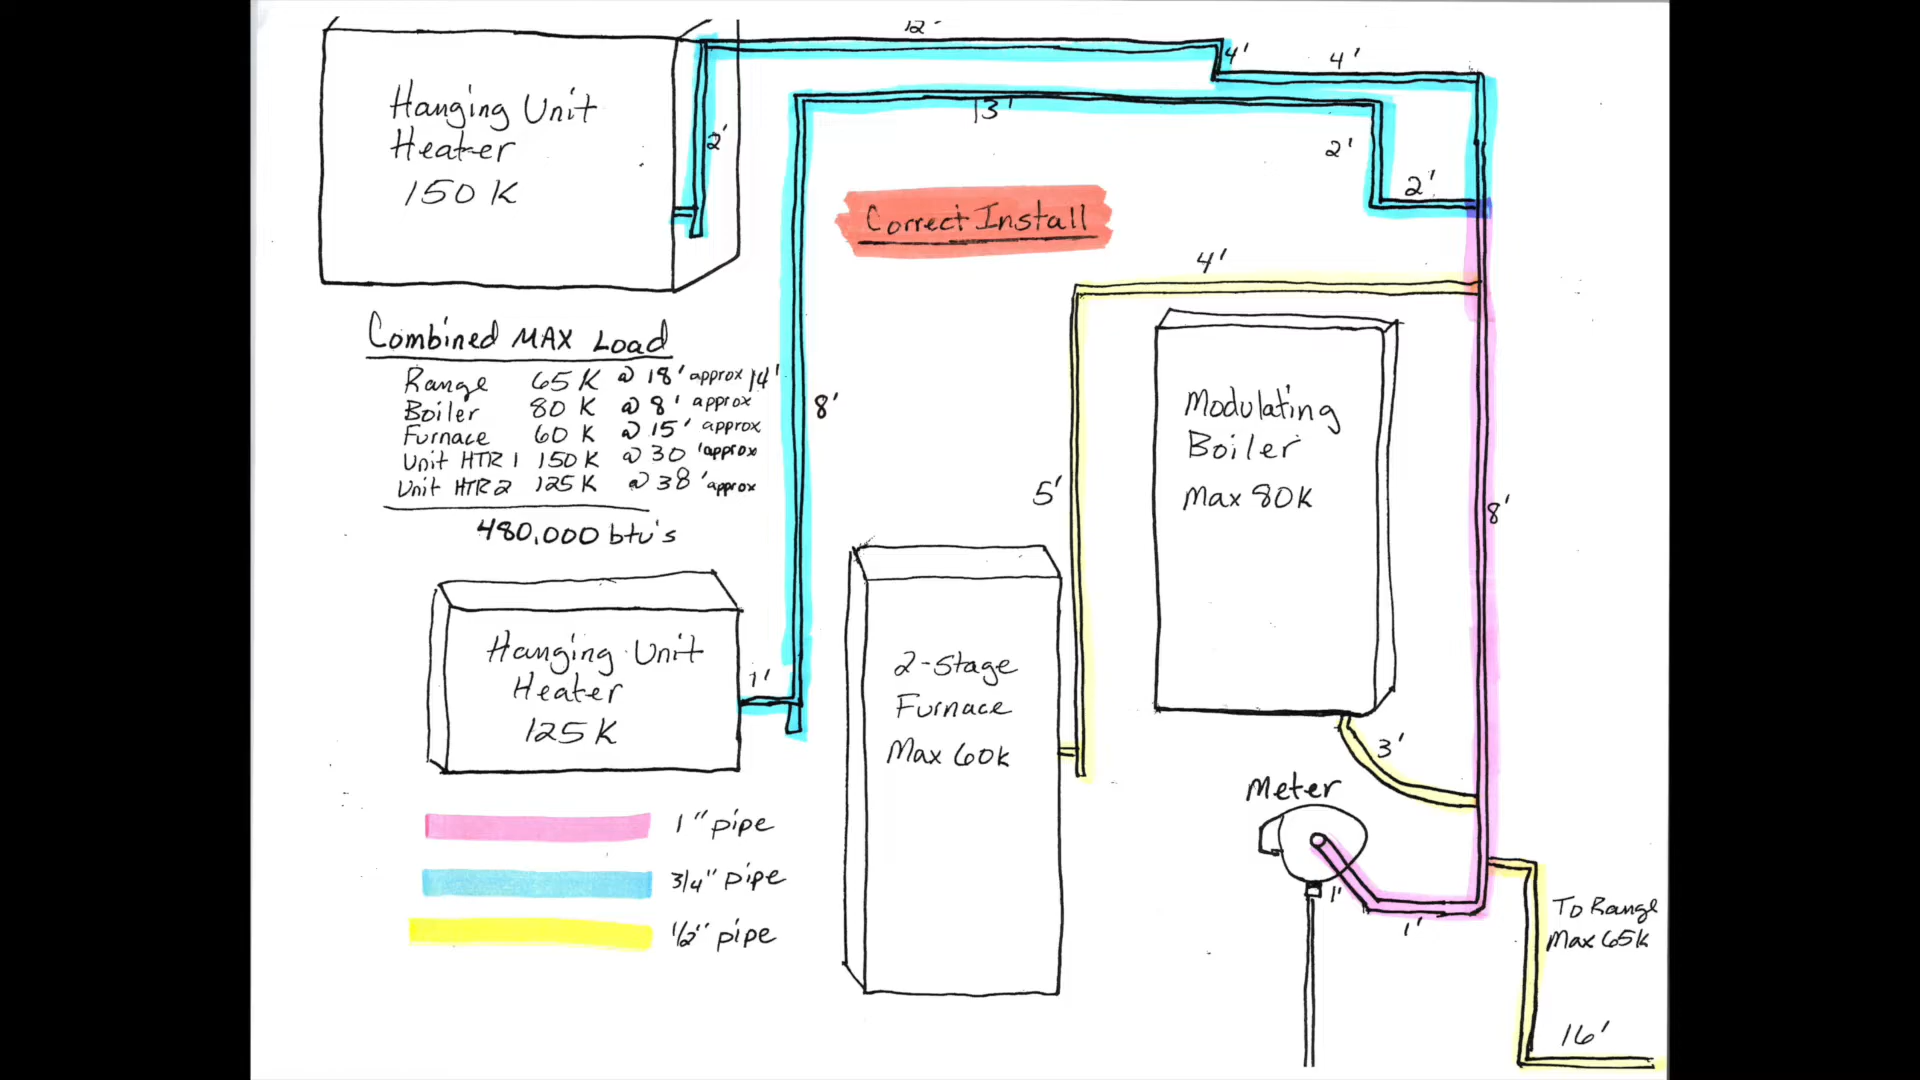 12'
4'
4'
13'
2'
2'
2'
Hanging Unit
Heater
150 K
Correct Install
4'
Combined MAX Load
Range 65 K @ 18' approx 14'
Boiler 80 K @ 8' approx
Furnace 60 K @ 15' approx
Unit HTR 1 150 K @ 30 'approx
Unit HTR 2 125 K @ 38 'approx
480,000 btu's
8'
5'
Modulating
Boiler
Max 80K
8'
Hanging Unit
Heater
125 K
1'
2-Stage
Furnace
Max 60k
3'
Meter
1'
1'
1" pipe
3/4" pipe
1/2" pipe
To Range
Max 65K
16'